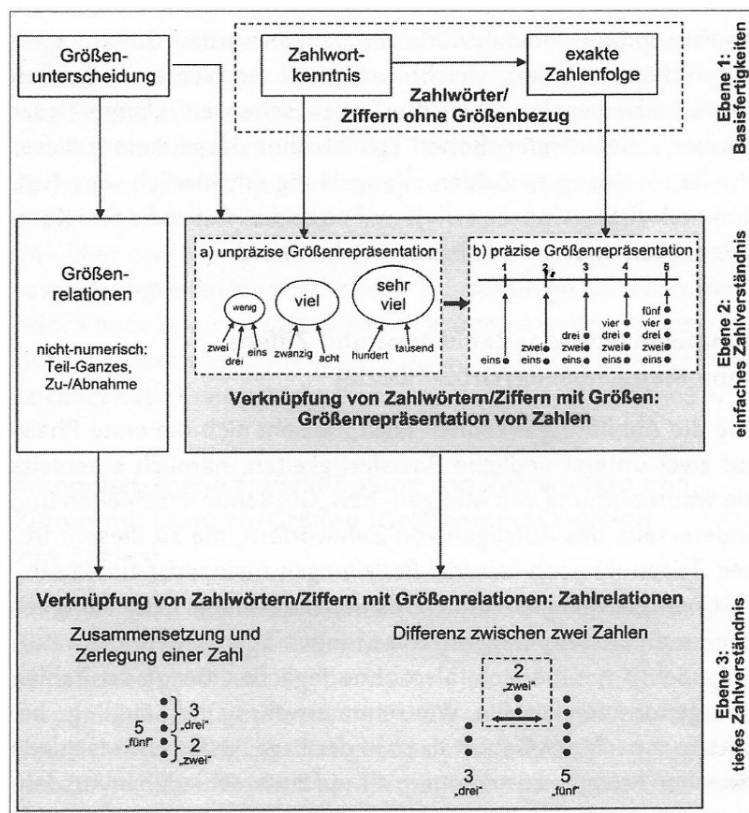 Größen-
unterscheidung
Zahlwort-
kenntnis
exakte
Zahlenfolge
Zahlwörter/
Ziffern ohne Größenbezug
Ebene 1:
Basisfertigkeiten
Größen-
relationen
nicht-numerisch:
Teil-Ganzes,
Zu-/Abnahme
a) unpräzise Größenrepräsentation
wenig
viel
sehr
viel
zwei
drei
eins
zwanzig
acht
hundert
tausend
b) präzise Größenrepräsentation
1 2 3 4 5
fünf
vier vier
drei drei drei
zwei zwei zwei zwei
eins eins eins eins eins
Verknüpfung von Zahlwörtern/Ziffern mit Größen:
Größenrepräsentation von Zahlen
Ebene 2:
einfaches Zahlverständnis
Verknüpfung von Zahlwörtern/Ziffern mit Größenrelationen: Zahlrelationen
Zusammensetzung und
Zerlegung einer Zahl
5
„fünf“
3
„drei“
2
„zwei“
Differenz zwischen zwei Zahlen
2
„zwei“
3
„drei“
5
„fünf“
Ebene 3:
tiefes Zahlverständnis